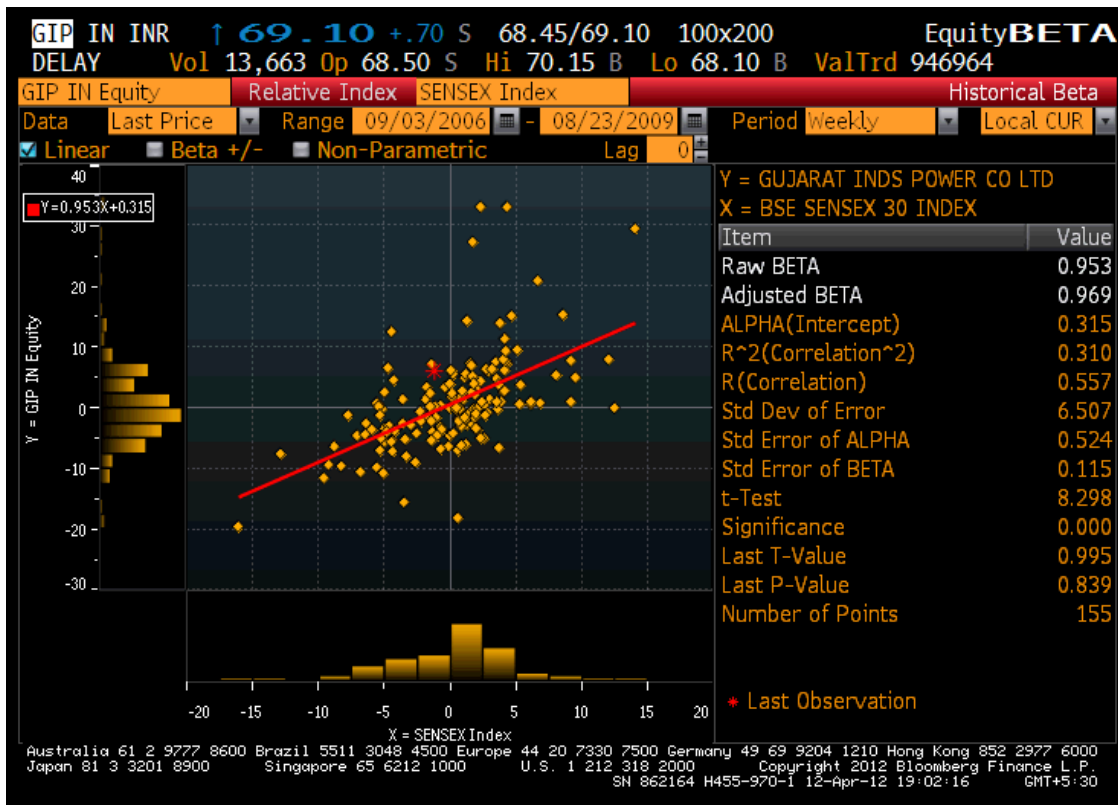 GIP IN INR ↑ 69.10 +.70 S 68.45/69.10 100x200 EquityBETA
DELAY Vol 13,663 Op 68.50 S Hi 70.15 B Lo 68.10 B ValTrd 946964
GIP IN Equity Relative Index SENSEX Index Historical Beta
Data Last Price Range 09/03/2006 - 08/23/2009 Period Weekly Local CUR
Linear Beta +/- Non-Parametric Lag 0
Y = GUJARAT INDS POWER CO LTD
X = BSE SENSEX 30 INDEX
Item Value
Raw BETA 0.953
Adjusted BETA 0.969
ALPHA(Intercept) 0.315
R^2(Correlation^2) 0.310
R(Correlation) 0.557
Std Dev of Error 6.507
Std Error of ALPHA 0.524
Std Error of BETA 0.115
t-Test 8.298
Significance 0.000
Last T-Value 0.995
Last P-Value 0.839
Number of Points 155
* Last Observation
40
Y=0.953X+0.315
30
20
10
0
-10
-20
-30
Y = GIP IN Equity
-20 -15 -10 -5 0 5 10 15 20
X = SENSEX Index
Australia 61 2 9777 8600 Brazil 5511 3048 4500 Europe 44 20 7330 7500 Germany 49 69 9204 1210 Hong Kong 852 2977 6000
Japan 81 3 3201 8900 Singapore 65 6212 1000 U.S. 1 212 318 2000 Copyright 2012 Bloomberg Finance L.P.
SN 862164 H455-970-1 12-Apr-12 19:02:16 GMT+5:30